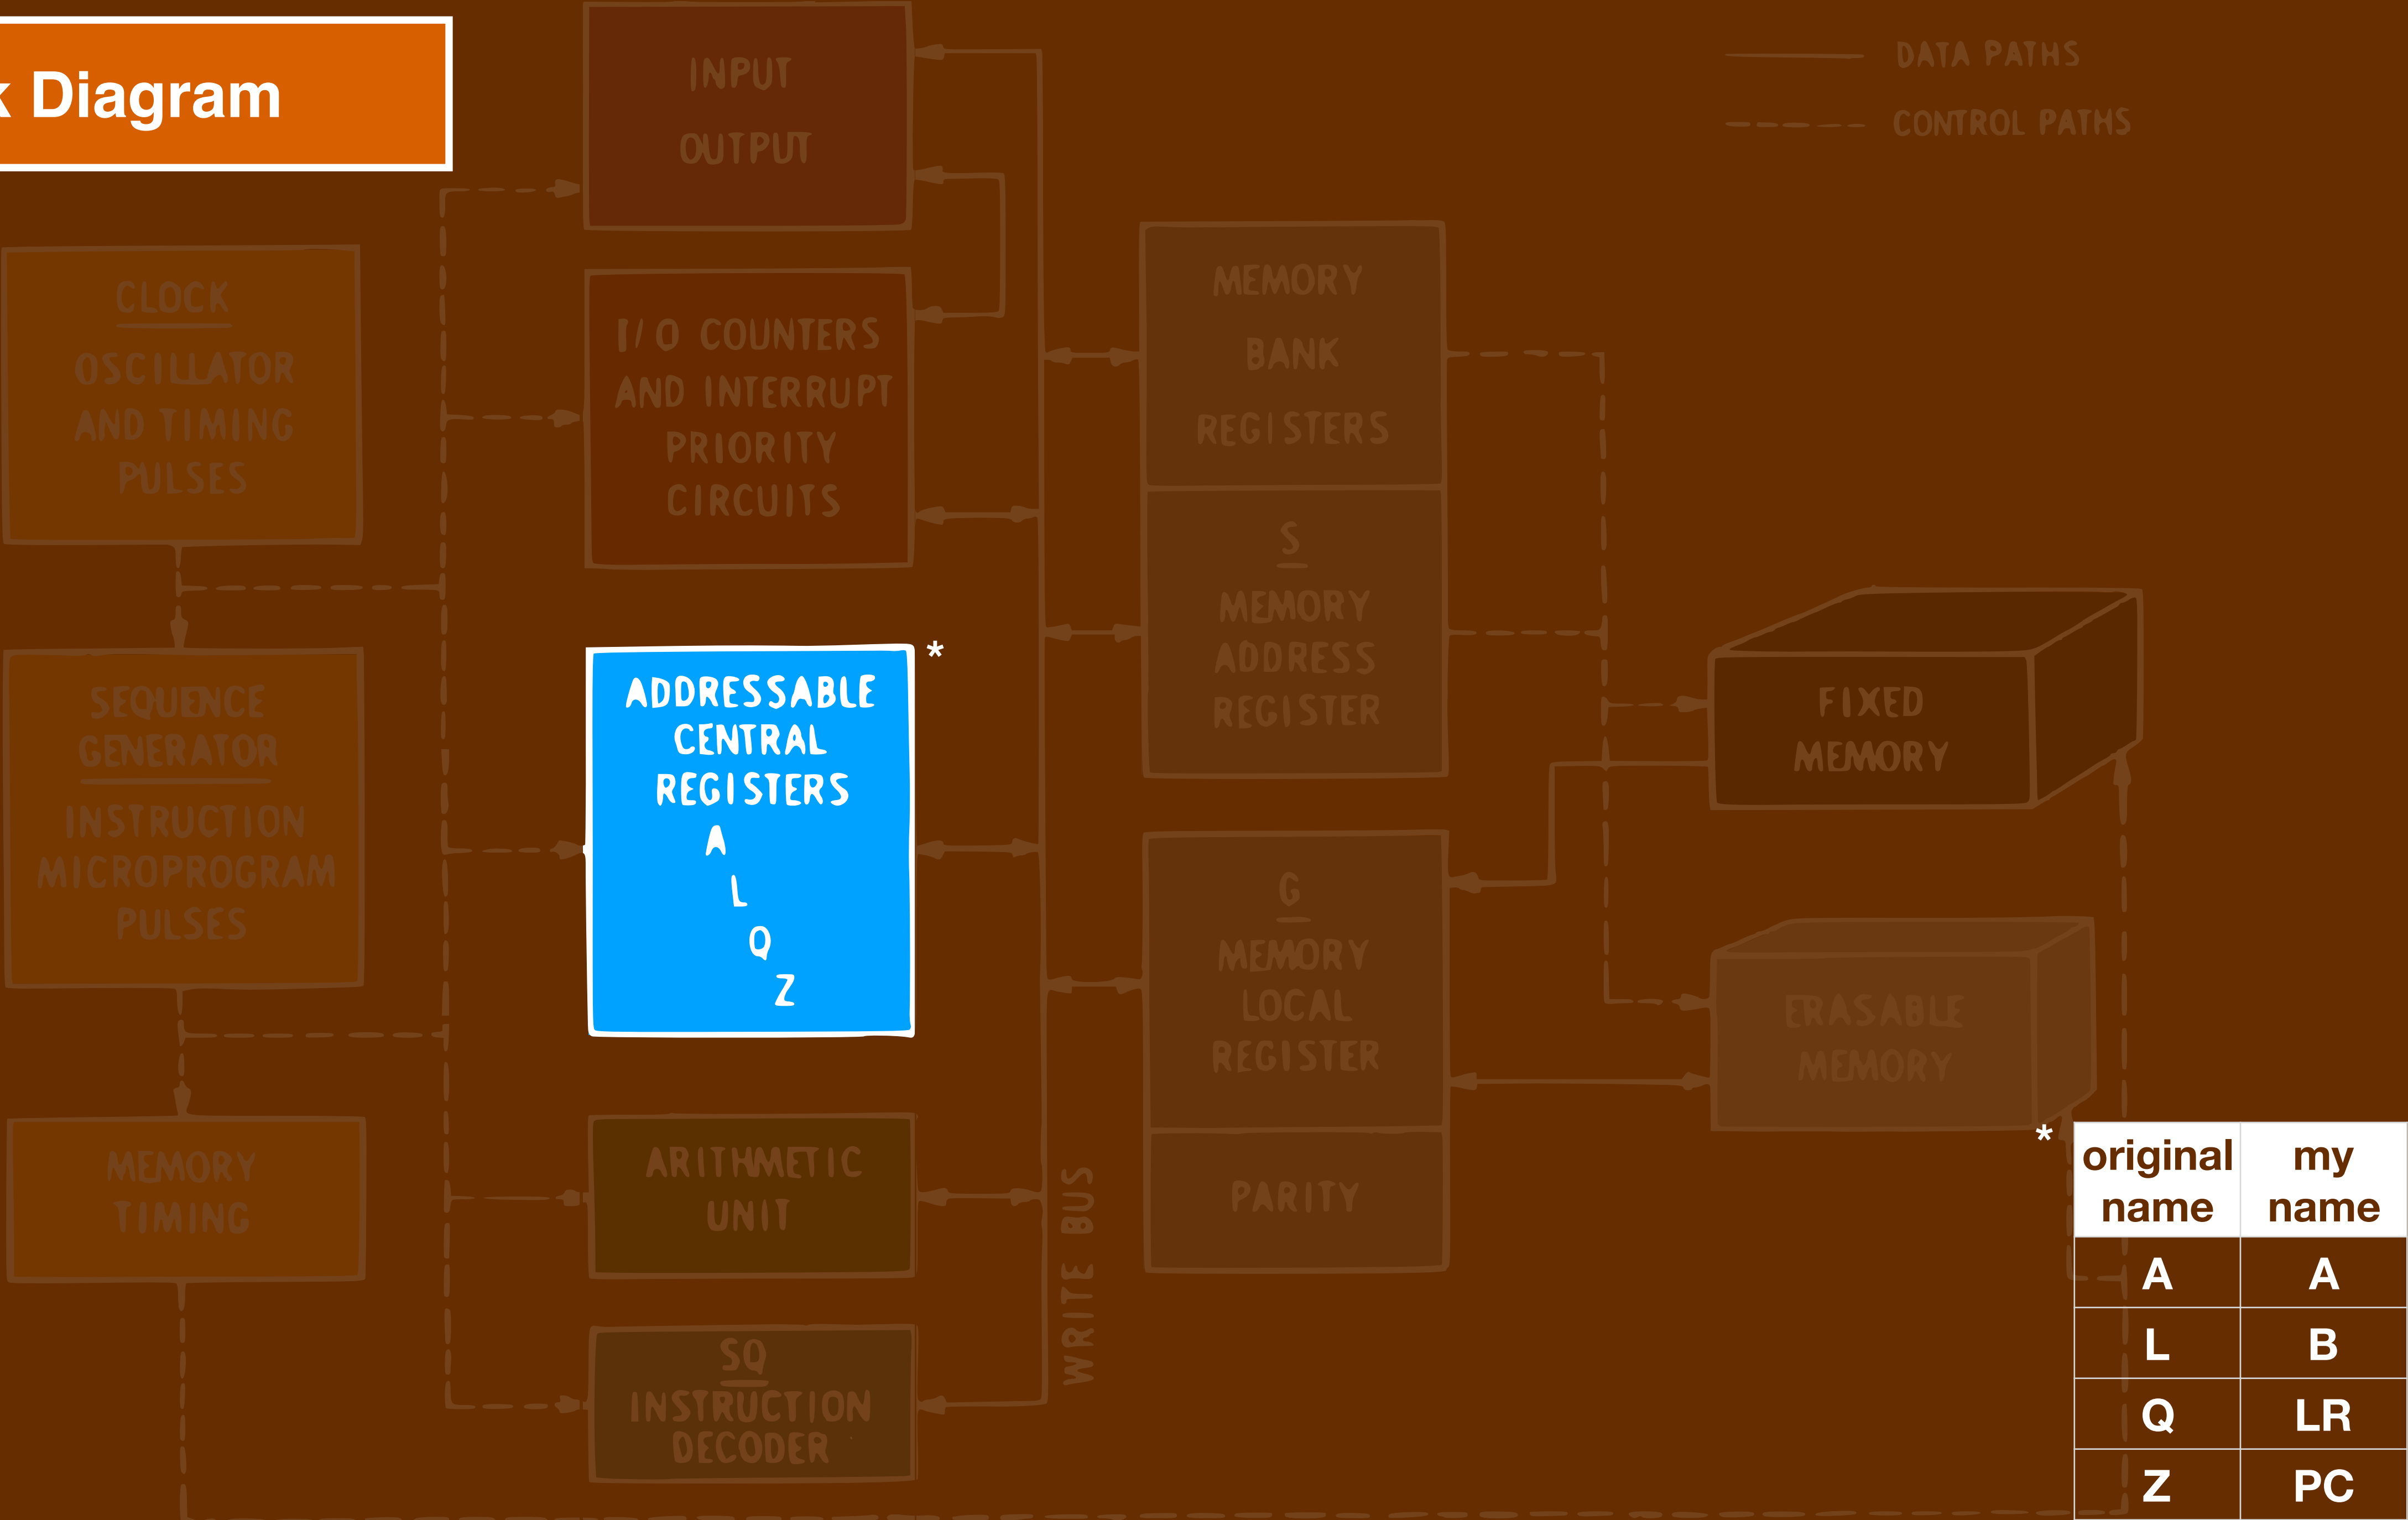 k Diagram
INPUT
OUTPUT
DATA PATHS
CONTROL PATHS
CLOCK
OSCILLATOR
AND TIMING
PULSES
I/O COUNTERS
AND INTERRUPT
PRIORITY
CIRCUITS
MEMORY
BANK
REGISTERS
S
MEMORY
ADDRESS
REGISTER
SEQUENCE
GENERATOR
INSTRUCTION
MICROPROGRAM
PULSES
ADDRESSABLE
CENTRAL
REGISTERS
A
L
Q
Z
*
FIXED
MEMORY
G
MEMORY
LOCAL
REGISTER
PARITY
ERASABLE
MEMORY
MEMORY
TIMING
ARITHMETIC
UNIT
SQ
INSTRUCTION
DECODER
WRITE BUS
*
original name my name
A A
L B
Q LR
Z PC